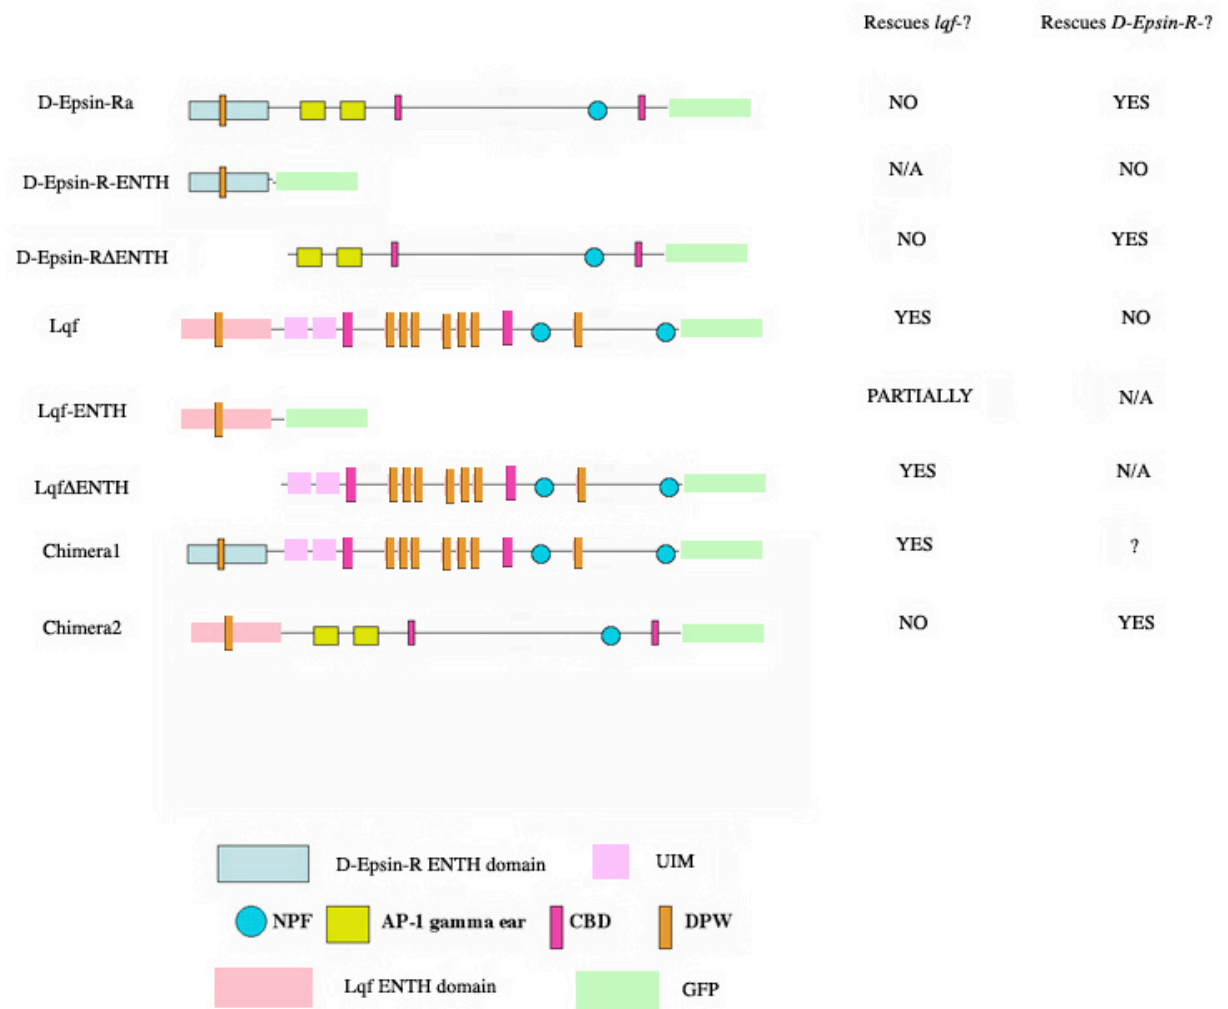 Rescues lqf-? Rescues D-Epsin-R-?
D-Epsin-Ra NO YES
D-Epsin-R-ENTH N/A NO
D-Epsin-RΔENTH NO YES
Lqf YES NO
Lqf-ENTH PARTIALLY N/A
LqfΔENTH YES N/A
Chimera1 YES ?
Chimera2 NO YES
D-Epsin-R ENTH domain UIM
NPF AP-1 gamma ear CBD DPW
Lqf ENTH domain GFP